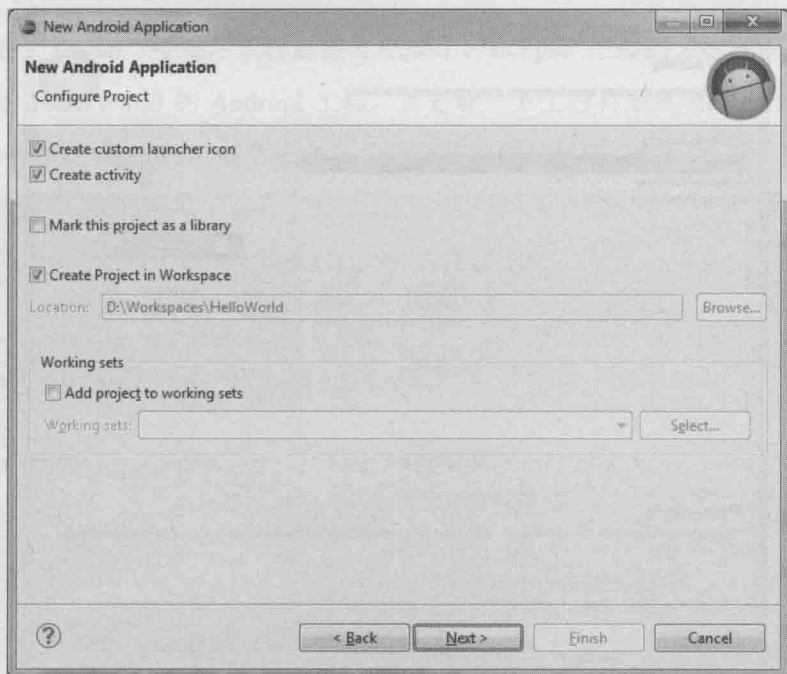 New Android Application
New Android Application
Configure Project
Create custom launcher icon
Create activity
Mark this project as a library
Create Project in Workspace
Location: D:\Workspaces\HelloWorld Browse...
Working sets
Add project to working sets
Working sets: Select...
? < Back Next > Finish Cancel